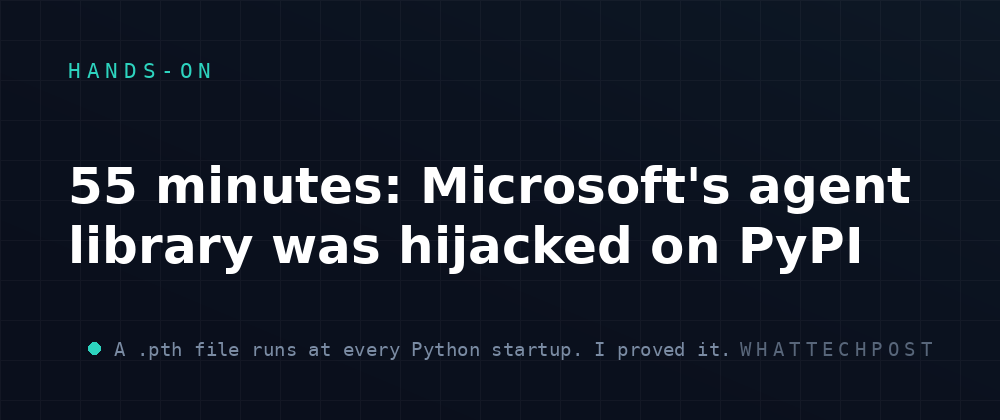 HANDS-ON
55 minutes: Microsoft's agent
library was hijacked on PyPI
A .pth file runs at every Python startup. I proved it. WHATTECHPOST